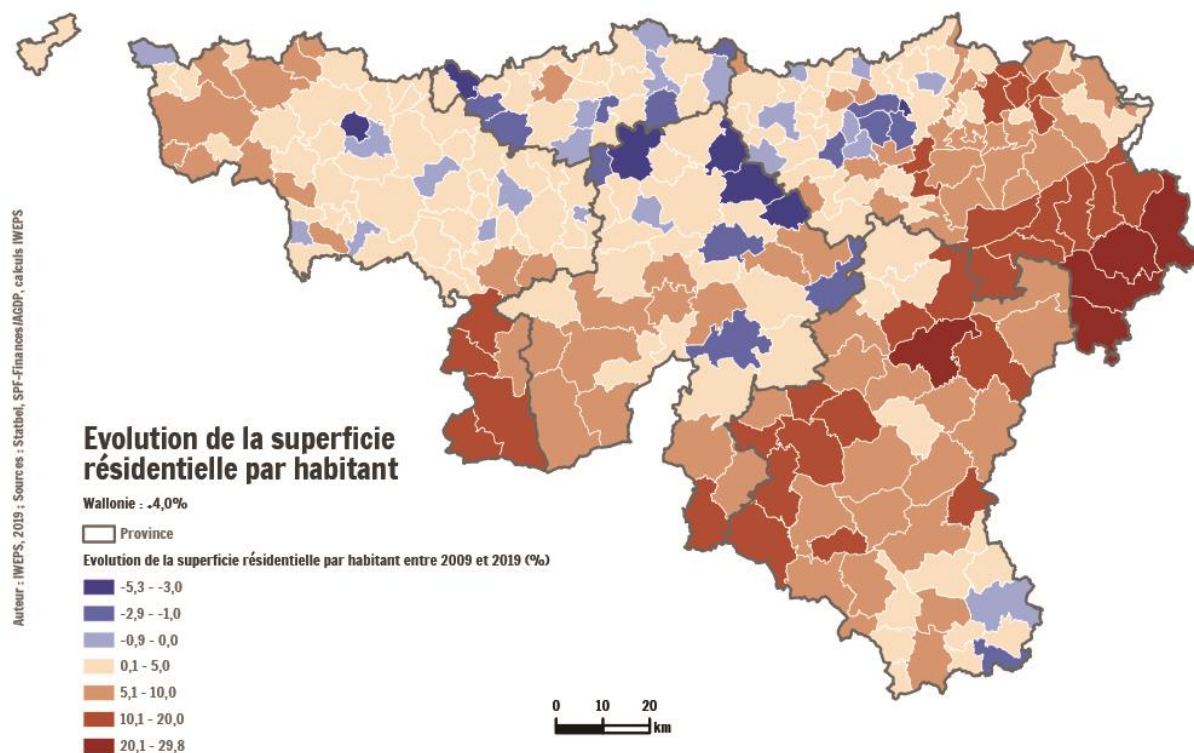 Auteur : IWEPS, 2019 ; Sources : Statbel, SPF-Finances/AGDP, calculs IWEPS
Evolution de la superficie
résidentielle par habitant
Wallonie : +4,0%
Province
Evolution de la superficie résidentielle par habitant entre 2009 et 2019 (%)
-5,3 - -3,0
-2,9 - -1,0
-0,9 - 0,0
0,1 - 5,0
5,1 - 10,0
10,1 - 20,0
20,1 - 29,8
0 10 20
km